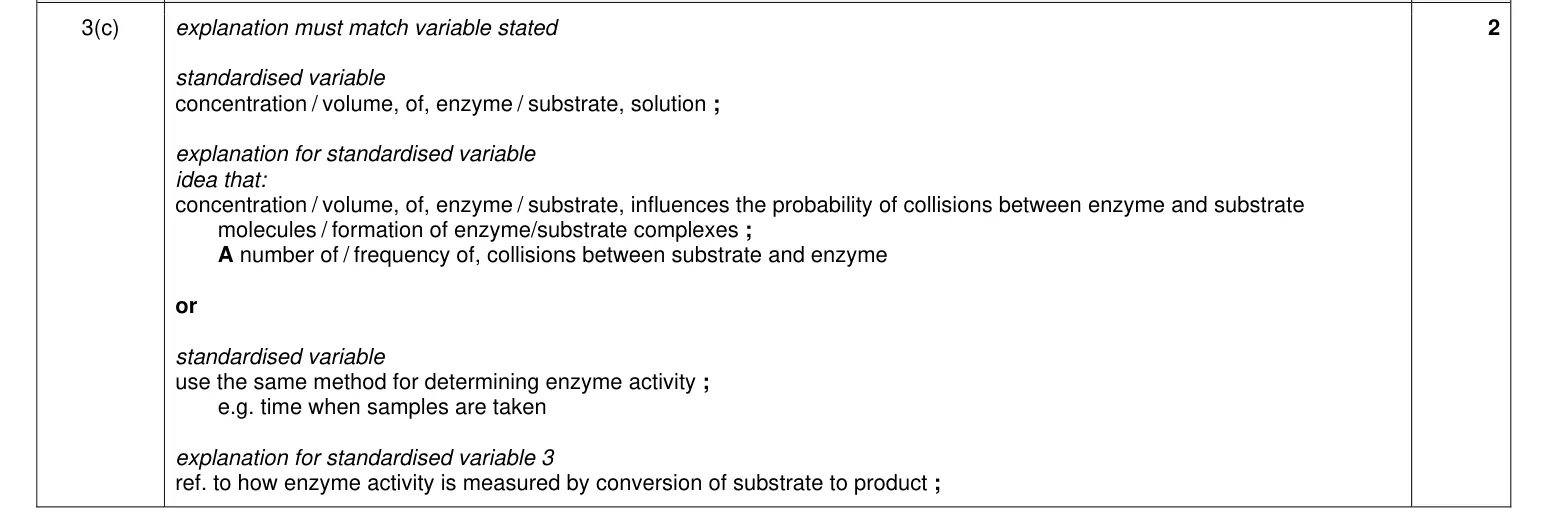 3(c) explanation must match variable stated 2
standardised variable
concentration / volume, of, enzyme / substrate, solution ;
explanation for standardised variable
idea that:
concentration / volume, of, enzyme / substrate, influences the probability of collisions between enzyme and substrate
molecules / formation of enzyme/substrate complexes ;
A number of / frequency of, collisions between substrate and enzyme
or
standardised variable
use the same method for determining enzyme activity ;
e.g. time when samples are taken
explanation for standardised variable 3
ref. to how enzyme activity is measured by conversion of substrate to product ;